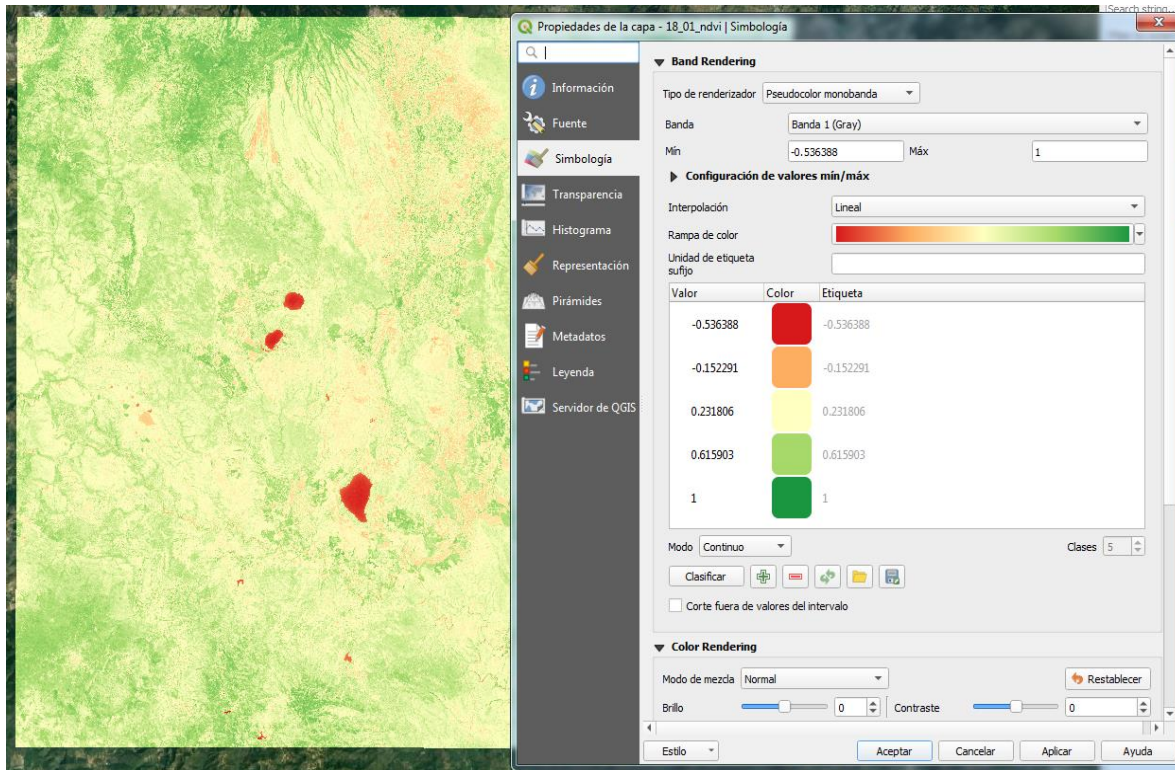 Search string...
Propiedades de la capa - 18_01_ndvi | Simbología
Información
Fuente
Simbología
Transparencia
Histograma
Representación
Pirámides
Metadatos
Leyenda
Servidor de QGIS
Band Rendering
Tipo de renderizador Pseudocolor monobanda
Banda Banda 1 (Gray)
Mín -0.536388 Máx 1
Configuración de valores mín/máx
Interpolación Lineal
Rampa de color
Unidad de etiqueta
sufijo
Valor Color Etiqueta
-0.536388 -0.536388
-0.152291 -0.152291
0.231806 0.231806
0.615903 0.615903
1 1
Modo Continuo Clases 5
Clasificar
Corte fuera de valores del intervalo
Color Rendering
Modo de mezcla Normal Restablecer
Brillo 0 Contraste 0
Estilo Aceptar Cancelar Aplicar Ayuda